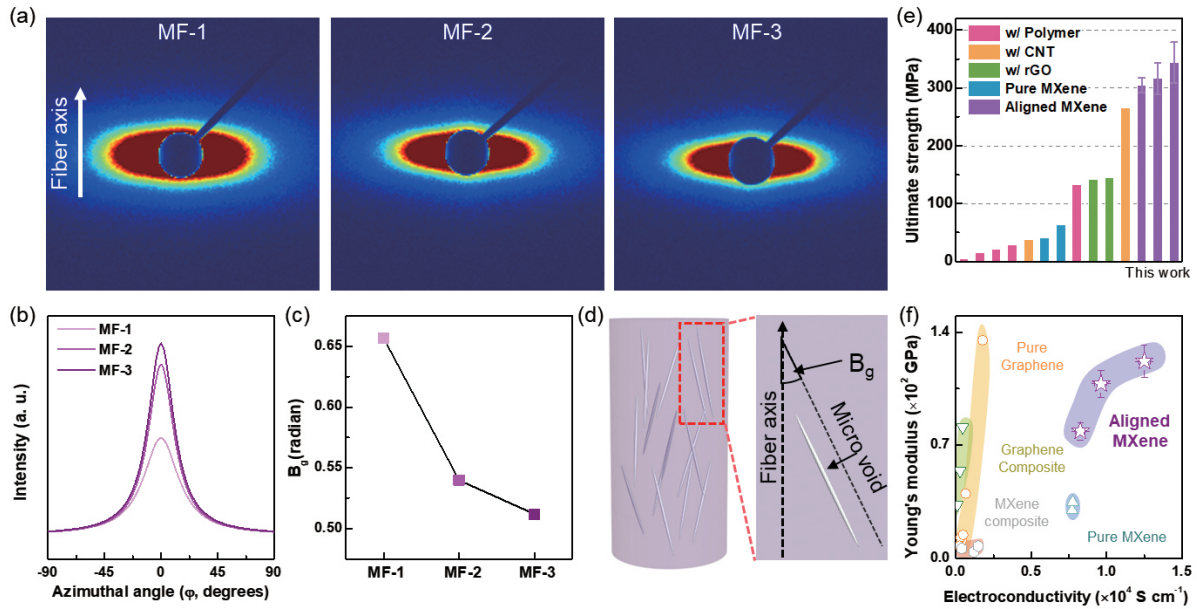 (a)
MF-1
MF-2
MF-3
Fiber axis
(b)
MF-1
MF-2
MF-3
Intensity (a. u.)
-90
-45
0
45
90
Azimuthal angle (φ, degrees)
(c)
0.65
0.60
0.55
0.50
Bg (radian)
MF-1
MF-2
MF-3
(d)
Fiber axis
Bg
Micro void
(e)
w/ Polymer
w/ CNT
w/ rGO
Pure MXene
Aligned MXene
Ultimate strength (MPa)
400
300
200
100
0
This work
(f)
Young's modulus (×10² GPa)
1.4
0.7
0.0
Pure
Graphene
Graphene
Composite
MXene
composite
Aligned
MXene
Pure MXene
0.0
0.5
1.0
1.5
Electroconductivity (×10⁴ S cm⁻¹)